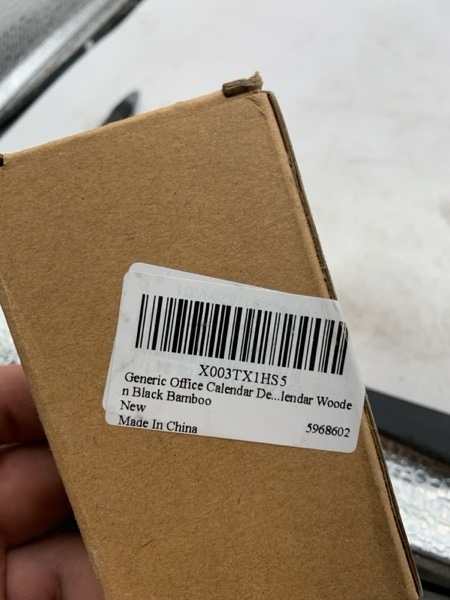 X003TX1HS5
Generic Office Calendar De...lendar Woode
n Black Bamboo
New
Made In China 5968602